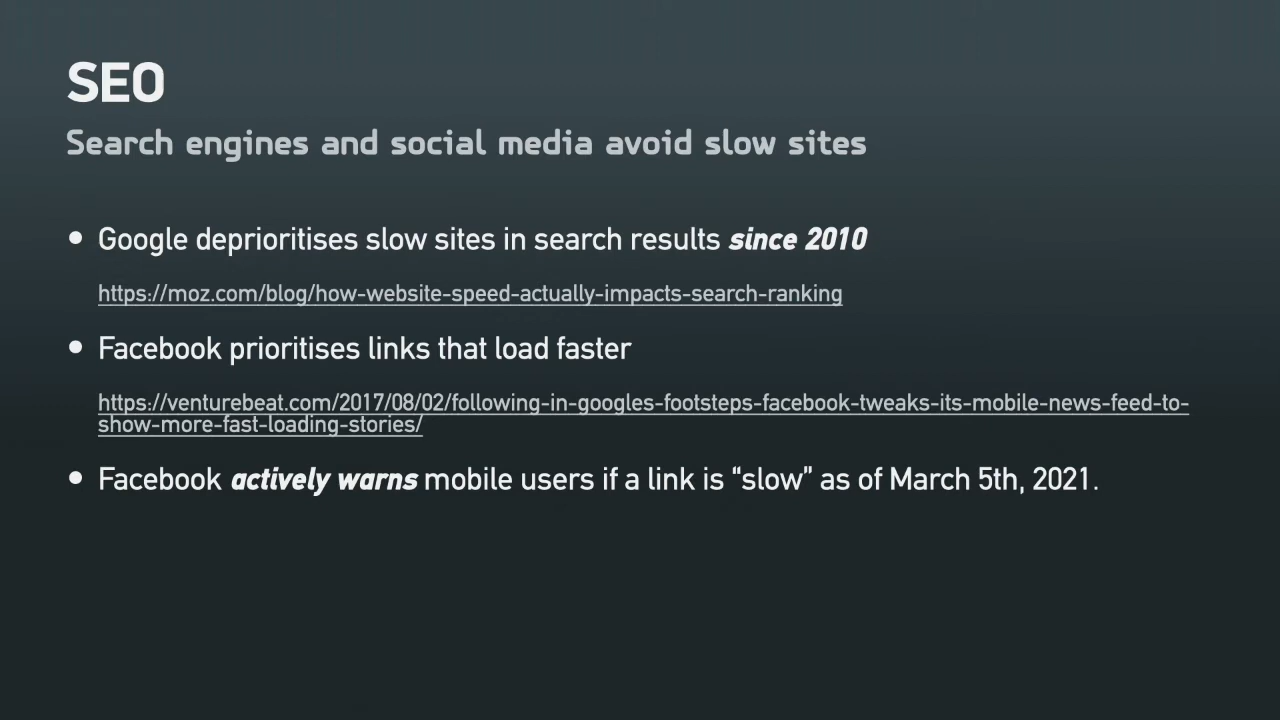 SEO
Search engines and social media avoid slow sites
• Google deprioritises slow sites in search results since 2010
https://moz.com/blog/how-website-speed-actually-impacts-search-ranking
• Facebook prioritises links that load faster
https://venturebeat.com/2017/08/02/following-in-googles-footsteps-facebook-tweaks-its-mobile-news-feed-to-
show-more-fast-loading-stories/
• Facebook actively warns mobile users if a link is “slow” as of March 5th, 2021.